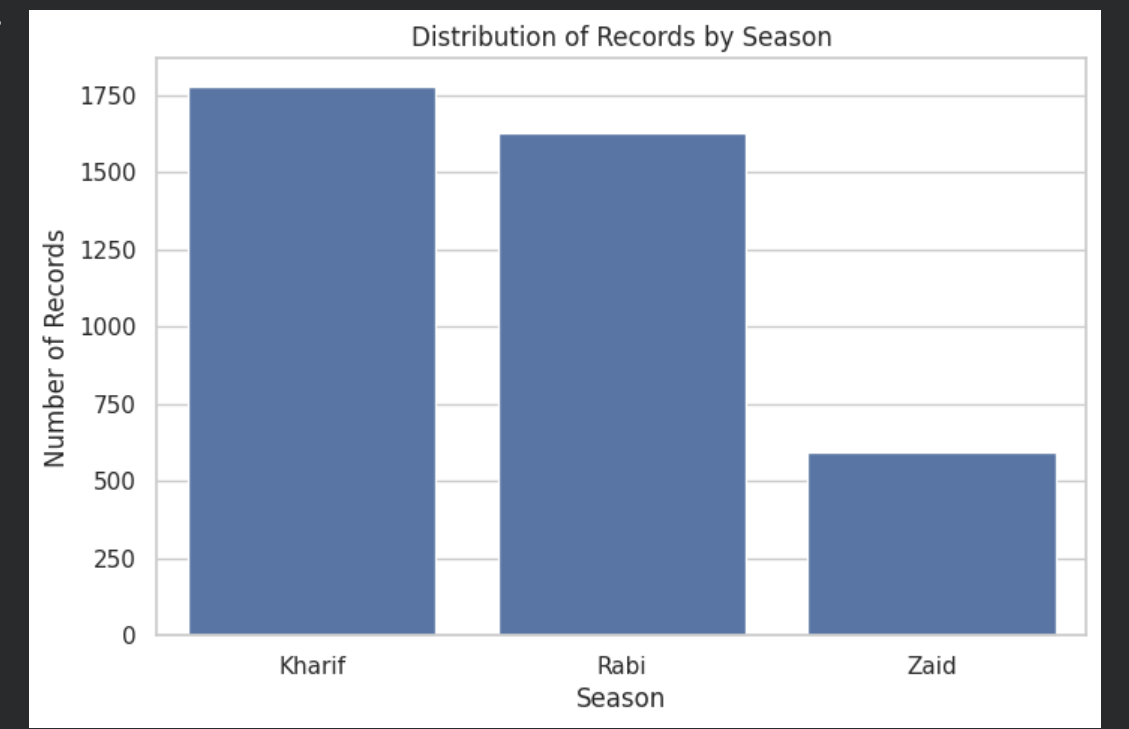 Distribution of Records by Season
Number of Records
1750
1500
1250
1000
750
500
250
0
Kharif Rabi Zaid
Season